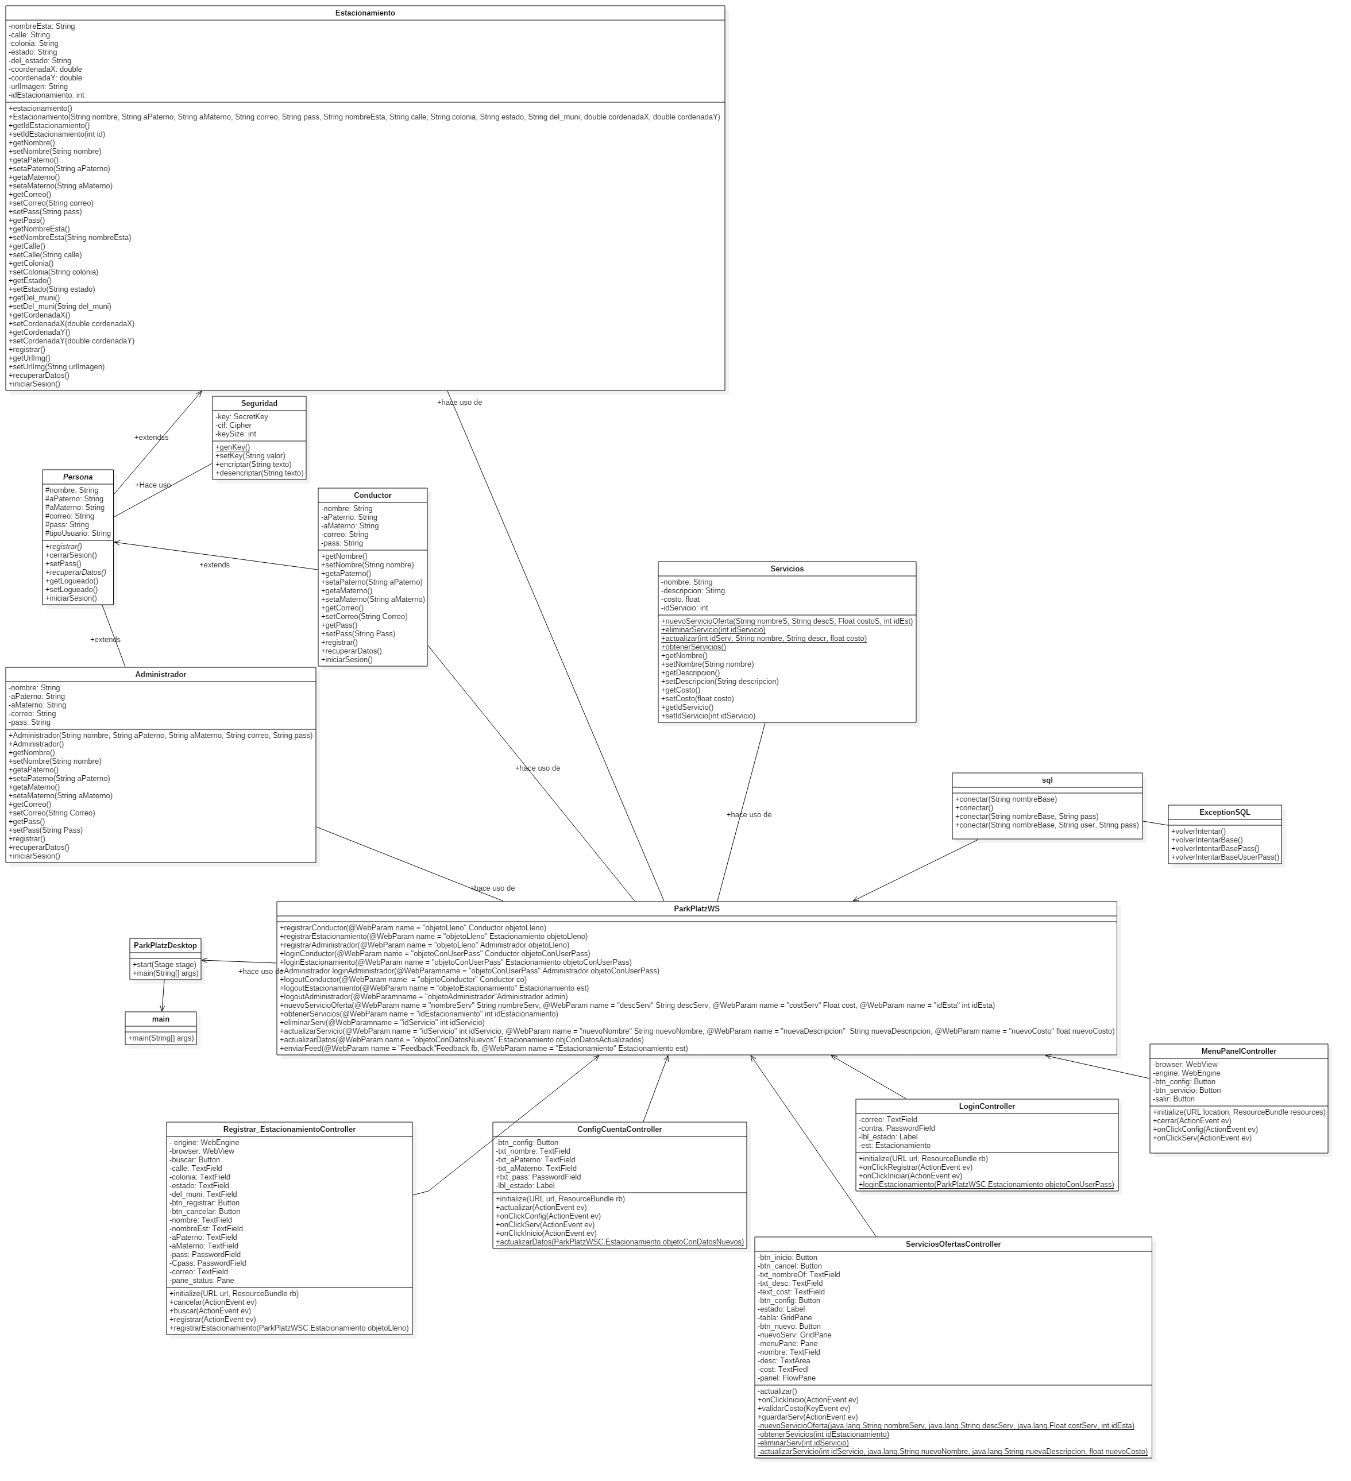 Estacionamiento
-nombreEsta: String
-calle: String
-colonia: String
-estado: String
-del_estado: String
-coordenadaX: double
-coordenadaY: double
-urlImagen: String
-idEstacionamiento: int
+estacionamiento()
+Estacionamiento(String nombre, String aPaterno, String aMaterno, String correo, String pass, String nombreEsta, String calle, String colonia, String estado, String del_muni, double cordenadaX, double cordenadaY)
+getIdEstacionamiento()
+setIdEstacionamiento(int id)
+getNombre()
+setNombre(String nombre)
+getaPaterno()
+setaPaterno(String aPaterno)
+getaMaterno()
+setaMaterno(String aMaterno)
+getCorreo()
+setCorreo(String correo)
+setPass(String pass)
+getPass()
+getNombreEsta()
+setNombreEsta(String nombreEsta)
+getCalle()
+setCalle(String calle)
+getColonia()
+setColonia(String colonia)
+getEstado()
+setEstado(String estado)
+getDel_muni()
+setDel_muni(String del_muni)
+getCordenadaX()
+setCordenadaX(double cordenadaX)
+getCordenadaY()
+setCordenadaY(double cordenadaY)
+registrar()
+getUrlImg()
+setUrlImg(String urlImagen)
+recuperarDatos()
+iniciarSesion()
+hace uso de
Seguridad
-key: SecretKey
-cif: Cipher
-keySize: int
+genKey()
+setKey(String valor)
+encriptar(String texto)
+desencriptar(String texto)
+extendss
+Hace uso
Persona
#nombre: String
#aPaterno: String
#aMaterno: String
#correo: String
#pass: String
#tipoUsuario: String
+registrar()
+cerrarSesion()
+setPass()
+recuperarDatos()
+getLogueado()
+setLogueado()
+iniciarSesion()
+extends
+extends
Conductor
-nombre: String
-aPaterno: String
-aMaterno: String
-correo: String
-pass: String
+getNombre()
+setNombre(String nombre)
+getaPaterno()
+setaPaterno(String aPaterno)
+getaMaterno()
+setaMaterno(String aMaterno)
+getCorreo()
+setCorreo(String Correo)
+getPass()
+setPass(String Pass)
+registrar()
+recuperarDatos()
+iniciarSesion()
+hace uso de
Servicios
-nombre: String
-descripcion: Stirng
-costo: float
-idServicio: int
+nuevoServicioOferta(String nombreS, String descS, Float costoS, int idEst)
+eliminarServicio(int idServicio)
+actualizar(int idServ, String nombre, String descr, float costo)
+obtenerServicios()
+getNombre()
+setNombre(String nombre)
+getDescripcion()
+setDescripcion(String descripcion)
+getCosto()
+setCosto(float costo)
+getIdServicio()
+setIdServicio(int idServicio)
+hace uso de
Administrador
-nombre: String
-aPaterno: String
-aMaterno: String
-correo: String
-pass: String
+Administrador(String nombre, String aPaterno, String aMaterno, String correo, String pass)
+Administrador()
+getNombre()
+setNombre(String nombre)
+getaPaterno()
+setaPaterno(String aPaterno)
+getaMaterno()
+setaMaterno(String aMaterno)
+getCorreo()
+setCorreo(String Correo)
+getPass()
+setPass(String Pass)
+registrar()
+recuperarDatos()
+iniciarSesion()
+hace uso de
sql
+conectar(String nombreBase)
+conectar()
+conectar(String nombreBase, String pass)
+conectar(String nombreBase, String user, String pass)
ExceptionSQL
+volverIntentar()
+volverIntentarBase()
+volverIntentarBasePass()
+volverIntentarBaseUsuerPass()
ParkPlatzWS
+registrarConductor(@WebParam name = "objetoLleno" Conductor objetoLleno)
+registrarEstacionamiento(@WebParam name = "objetoLleno" Estacionamiento objetoLleno)
+registrarAdministrador(@WebParam name = "objetoLleno" Administrador objetoLleno)
+loginConductor(@WebParam name = "objetoConUserPass" Conductor objetoConUserPass)
+loginEstacionamiento(@WebParam name = "objetoConUserPass" Estacionamiento objetoConUserPass)
+Administrador loginAdministrador(@WebParamname = "objetoConUserPass" Administrador objetoConUserPass)
+logoutConductor(@WebParam name = "objetoConductor" Conductor co)
+logoutEstacionamiento(@WebParam name = "objetoEstacionamiento" Estacionamiento est)
+logoutAdministrador(@WebParamname = "objetoAdministrador"Administrador admin)
+nuevoServicioOferta(@WebParam name = "nombreServ" String nombreServ, @WebParam name = "descServ" String descServ, @WebParam name = "costServ" Float cost, @WebParam name = "idEsta" int idEsta)
+obtenerServicios(@WebParam name = "idEstacionamiento" int idEstacionamiento)
+eliminarServ(@WebParamname = "idServicio" int idServicio)
+actualizarServicio(@WebParam name = "idServicio" int idServicio, @WebParam name = "nuevoNombre" String nuevoNombre, @WebParam name = "nuevaDescripcion" String nuevaDescripcion, @WebParam name = "nuevoCosto" float nuevoCosto)
+actualizarDatos(@WebParam name = "objetoConDatosNuevos" Estacionamiento objConDatosActualizados)
+enviarFeed(@WebParam name = "Feedback"Feedback fb, @WebParam name = "Estacionamiento" Estacionamiento est)
ParkPlatzDesktop
+start(Stage stage)
+main(String[] args)
+hace uso de
main
+main(String[] args)
MenuPanelController
-browser: WebView
-engine: WebEngine
-btn_config: Button
-btn_servicio: Button
-salir: Button
+initialize(URL location, ResourceBundle resources)
+cerrar(ActionEvent ev)
+onClickConfig(ActionEvent ev)
+onClickServ(ActionEvent ev)
LoginController
-correo: TextField
-contra: PasswordField
-lbl_estado: Label
-est: Estacionamiento
+initialize(URL url, ResourceBundle rb)
+onClickRegistrar(ActionEvent ev)
+onClickIniciar(ActionEvent ev)
+loginEstacionamiento(ParkPlatzWSC.Estacionamiento objetoConUserPass)
Registrar_EstacionamientoController
- engine: WebEngine
-browser: WebView
-buscar: Button
-calle: TextField
-colonia: TextField
-estado: TextField
-del_muni: TextField
-btn_registrar: Button
-btn_cancelar: Button
-nombre: TextField
-nombreEst: TextField
-aPaterno: TextField
-aMaterno: TextField
-pass: PasswordField
-Cpass: PasswordField
-correo: TextField
-pane_status: Pane
+initialize(URL url, ResourceBundle rb)
+cancelar(ActionEvent ev)
+buscar(ActionEvent ev)
+registrar(ActionEvent ev)
+registrarEstacionamiento(ParkPlatzWSC.Estacionamiento objetoLleno)
ConfigCuentaController
-btn_config: Button
-txt_nombre: TextField
-txt_aPaterno: TextField
-txt_aMaterno: TextField
+txt_pass: PasswordField
-lbl_estado: Label
+initialize(URL url, ResourceBundle rb)
+actualizar(ActionEvent ev)
+onClickConfig(ActionEvent ev)
+onClickServ(ActionEvent ev)
+onClickInicio(ActionEvent ev)
+actualizarDatos(ParkPlatzWSC.Estacionamiento objetoConDatosNuevos)
ServiciosOfertasController
-btn_inicio: Button
-btn_cancel: Button
-txt_nombreOf: TextField
-txt_desc: TextField
-text_cost: TextField
-btn_config: Button
-estado: Label
-tabla: GridPane
-btn_nuevo: Button
-nuevoServ: GridPane
-menuPane: Pane
-nombre: TextField
-desc: TextArea
-cost: TextFiedl
-panel: FlowPane
-actualizar()
+onClickInicio(ActionEvent ev)
+validarCosto(KeyEvent ev)
+guardarServ(ActionEvent ev)
-nuevoServicioOferta(java.lang.String nombreServ, java.lang.String descServ, java.lang.Float costServ, int idEsta)
-obtenerSevicios(int idEstacionamiento)
-eliminarServ(int idServicio)
-actualizarServicio(int idServicio, java.lang.String nuevoNombre, java.lang.String nuevaDescripcion, float nuevoCosto)